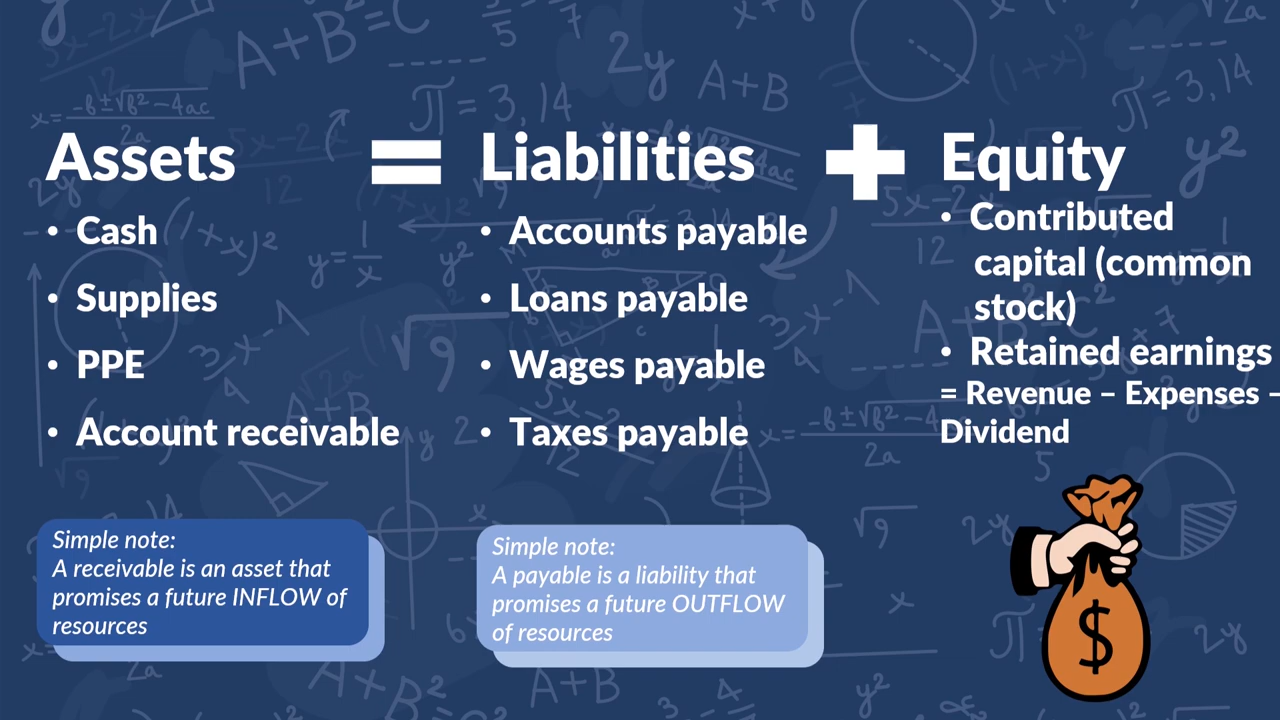 Assets = Liabilities + Equity
• Cash
• Supplies
• PPE
• Account receivable
• Accounts payable
• Loans payable
• Wages payable
• Taxes payable
• Contributed
capital (common
stock)
• Retained earnings
= Revenue – Expenses –
Dividend
Simple note:
A receivable is an asset that
promises a future INFLOW of
resources
Simple note:
A payable is a liability that
promises a future OUTFLOW
of resources
$